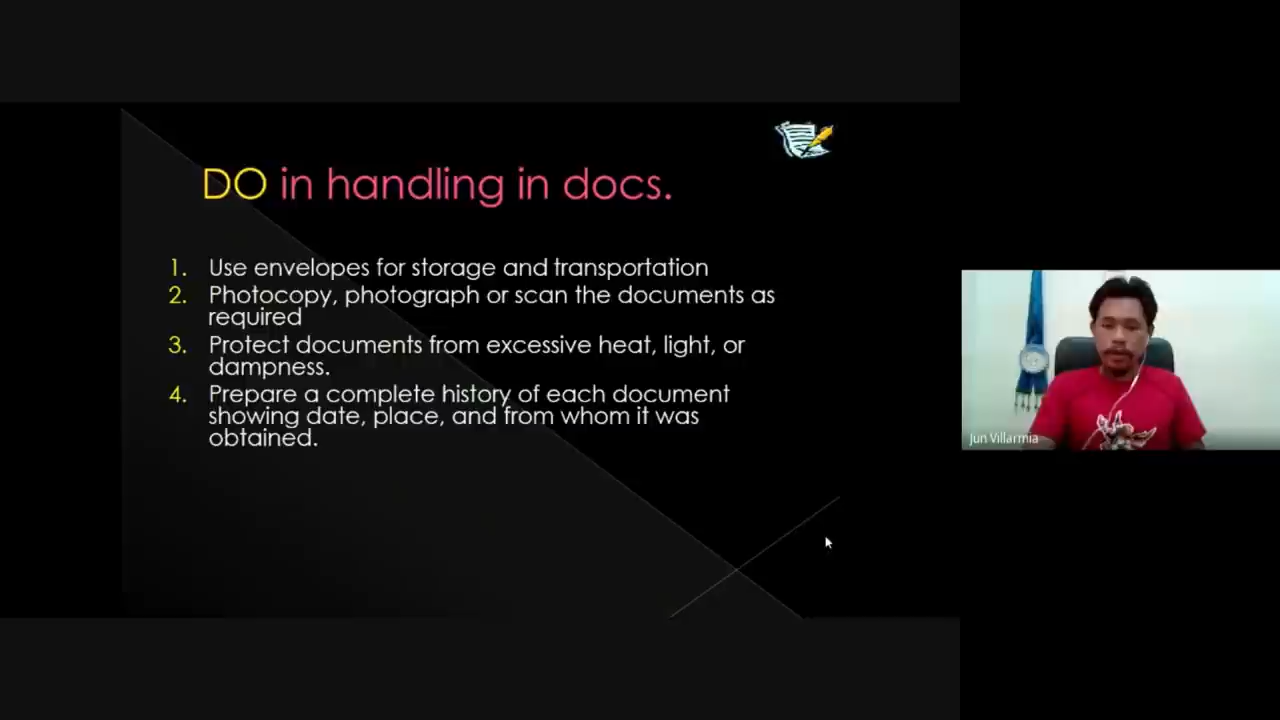 DO in handling in docs.
1. Use envelopes for storage and transportation
2. Photocopy, photograph or scan the documents as
required
3. Protect documents from excessive heat, light, or
dampness.
4. Prepare a complete history of each document
showing date, place, and from whom it was
obtained.
Jun Villarmia